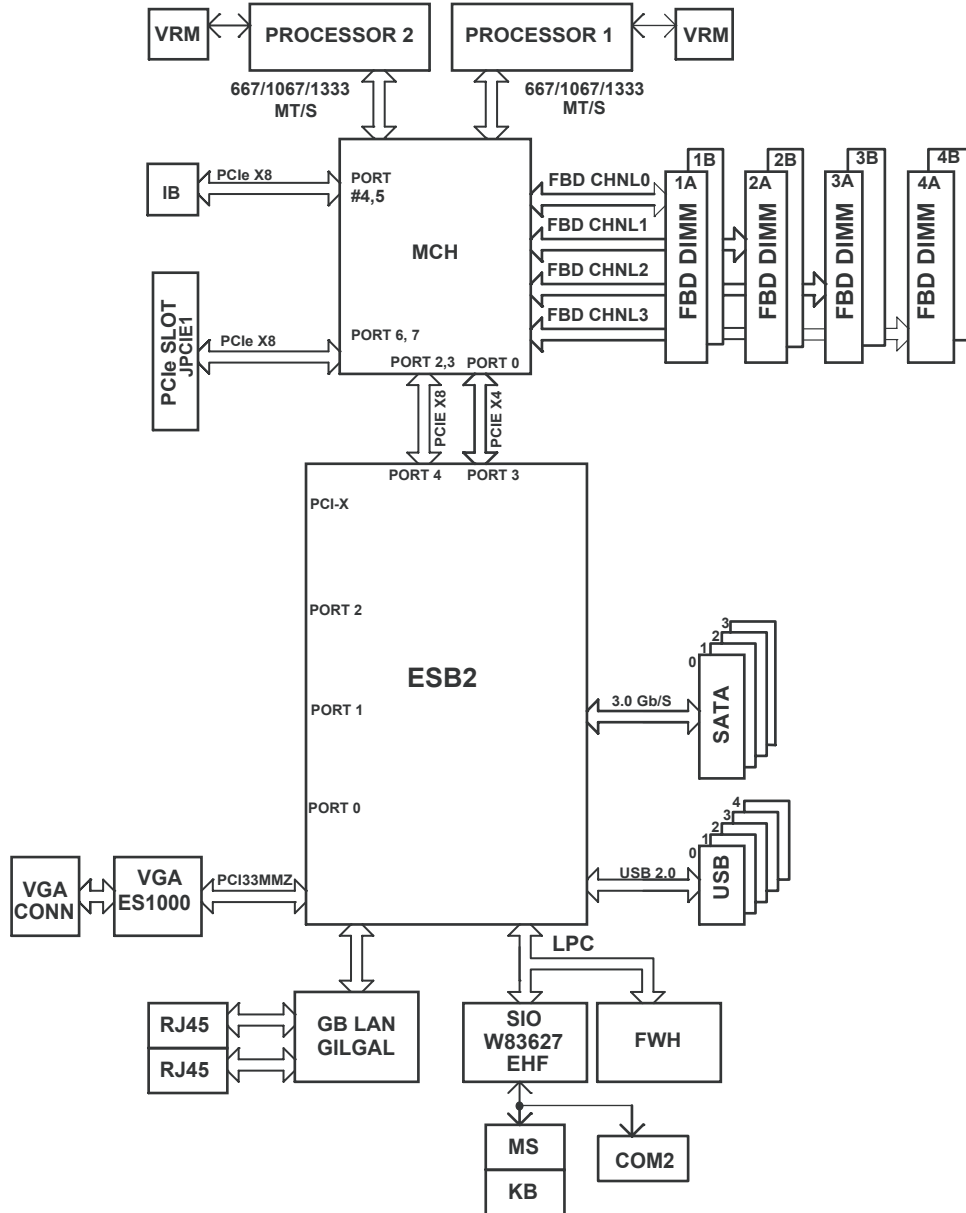 VRM
PROCESSOR 2
PROCESSOR 1
VRM
667/1067/1333
MT/S
667/1067/1333
MT/S
IB
PCIe X8
PORT
#4,5
MCH
FBD CHNL0
FBD CHNL1
FBD CHNL2
FBD CHNL3
1B
1A
FBD DIMM
2B
2A
FBD DIMM
3B
3A
FBD DIMM
4B
4A
FBD DIMM
PCIe SLOT
JPCIE1
PCIe X8
PORT 6, 7
PORT 2,3
PORT 0
PCIE X8
PCIE X4
PORT 4
PORT 3
PCI-X
PORT 2
ESB2
PORT 1
PORT 0
3.0 Gb/S
0
1
2
3
SATA
USB 2.0
0
1
2
3
4
USB
VGA
CONN
VGA
ES1000
PCI33MMZ
LPC
RJ45
RJ45
GB LAN
GILGAL
SIO
W83627
EHF
FWH
MS
KB
COM2